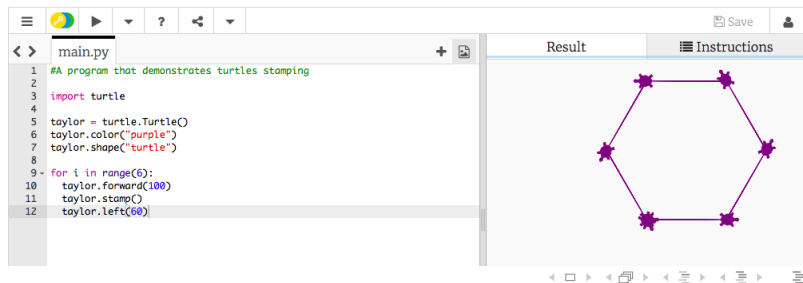 ? Save
main.py Result Instructions
1 #A program that demonstrates turtles stamping
2
3 import turtle
4
5 taylor = turtle.Turtle()
6 taylor.color("purple")
7 taylor.shape("turtle")
8
9 for i in range(6):
10 taylor.forward(100)
11 taylor.stamp()
12 taylor.left(60)